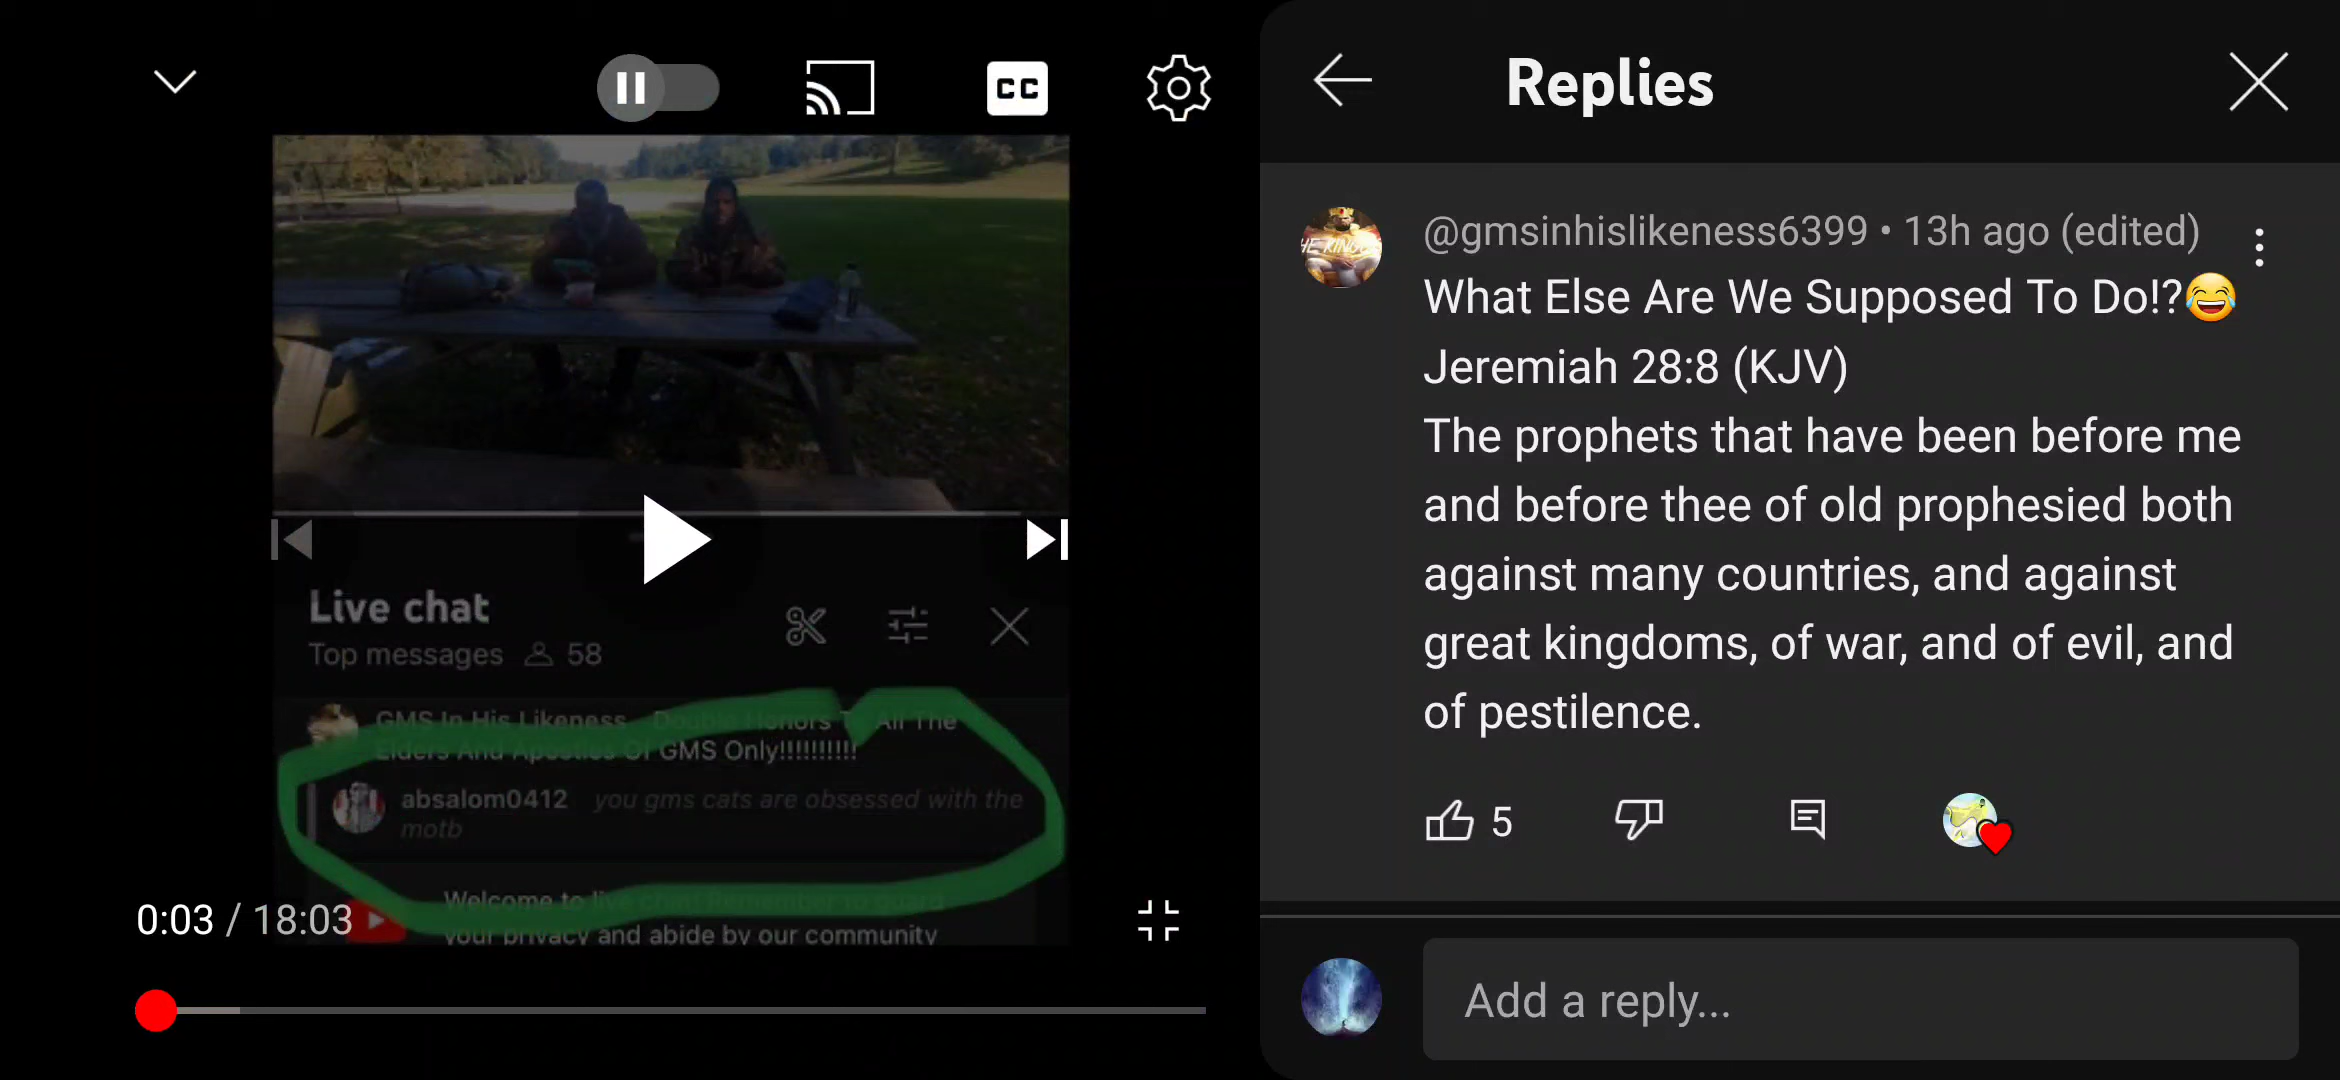 CC
Live chat
Top messages 58
GMS In His Likeness Double Honors To All The
Elders And Apostles Of GMS Only!!!!!!!!!!
absalom0412 you gms cats are obsessed with the
motb
Welcome to live chat! Remember to guard
your privacy and abide by our community
0:03 / 18:03
Replies
@gmsinhislikeness6399 • 13h ago (edited)
What Else Are We Supposed To Do!?😂
Jeremiah 28:8 (KJV)
The prophets that have been before me
and before thee of old prophesied both
against many countries, and against
great kingdoms, of war, and of evil, and
of pestilence.
5
Add a reply...